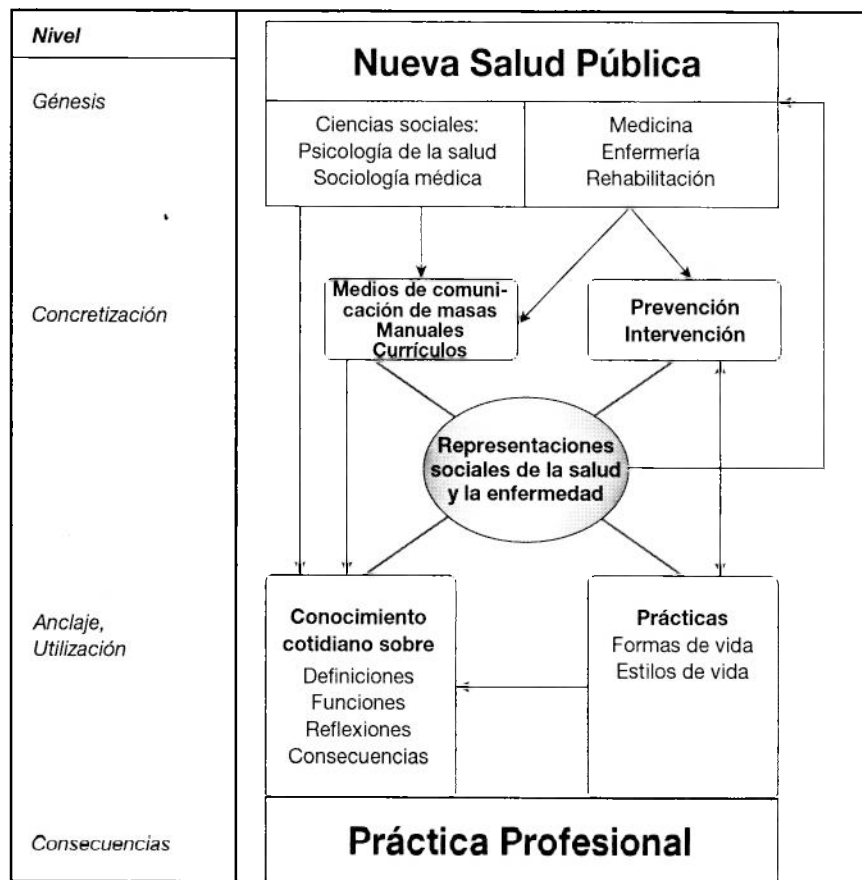 Nivel
Nueva Salud Pública
Génesis
Ciencias sociales:
Psicología de la salud
Sociología médica
Medicina
Enfermería
Rehabilitación
Concretización
Medios de comuni-
cación de masas
Manuales
Currículos
Prevención
Intervención
Representaciones
sociales de la salud
y la enfermedad
Anclaje,
Utilización
Conocimiento
cotidiano sobre
Definiciones
Funciones
Reflexiones
Consecuencias
Prácticas
Formas de vida
Estilos de vida
Consecuencias
Práctica Profesional